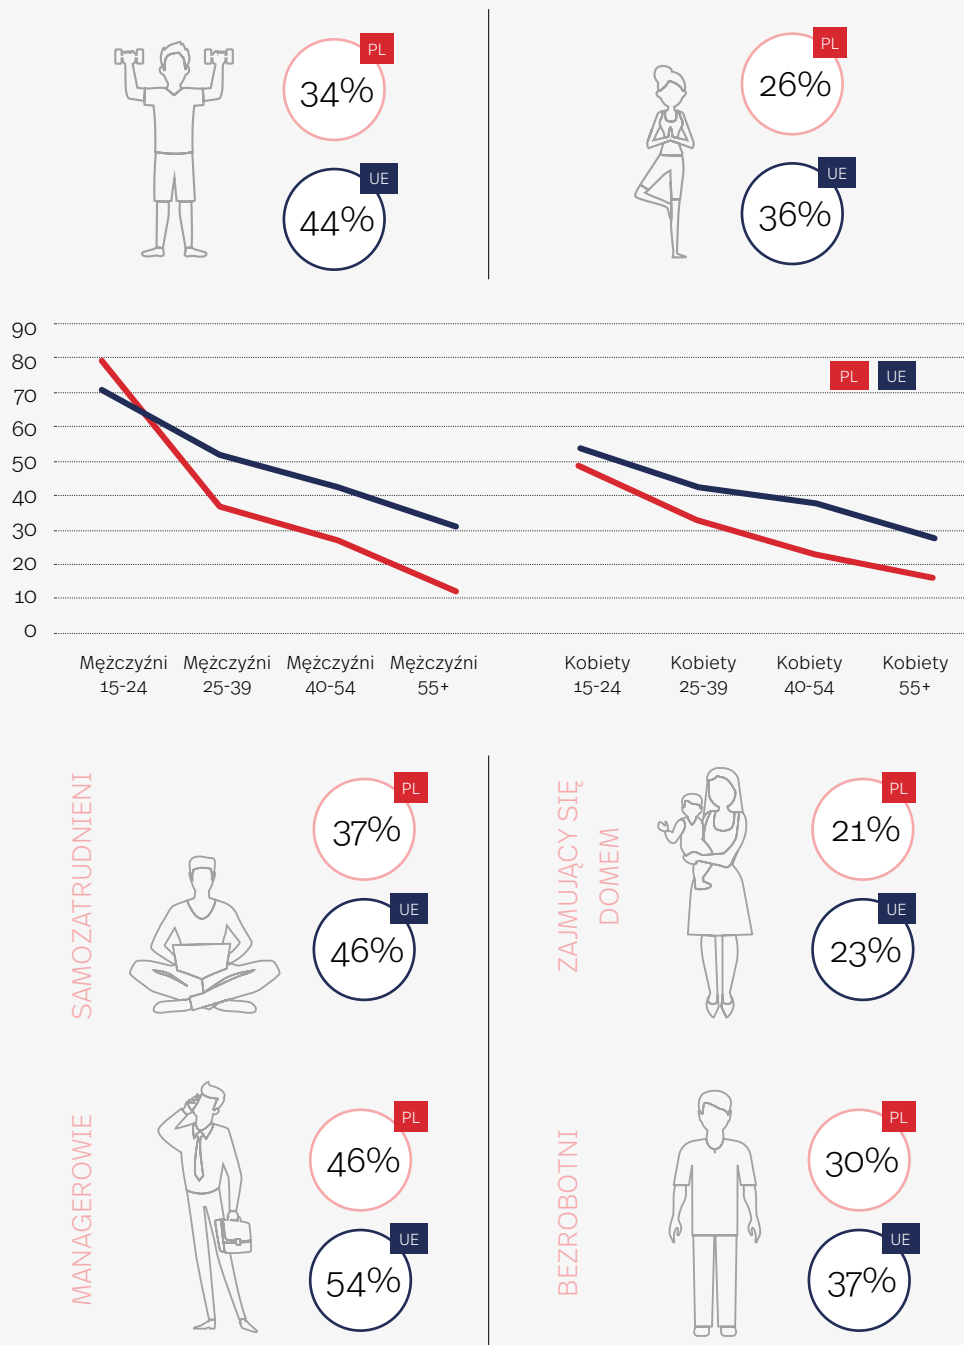 PL
34%
UE
44%
PL
26%
UE
36%
90
80
70
60
50
40
30
20
10
0
PL UE
Mężczyźni 15-24
Mężczyźni 25-39
Mężczyźni 40-54
Mężczyźni 55+
Kobiety 15-24
Kobiety 25-39
Kobiety 40-54
Kobiety 55+
SAMOZATRUDNIENI
PL
37%
UE
46%
ZAJMUJĄCY SIĘ
DOMEM
PL
21%
UE
23%
MANAGEROWIE
PL
46%
UE
54%
BEZROBOTNI
PL
30%
UE
37%